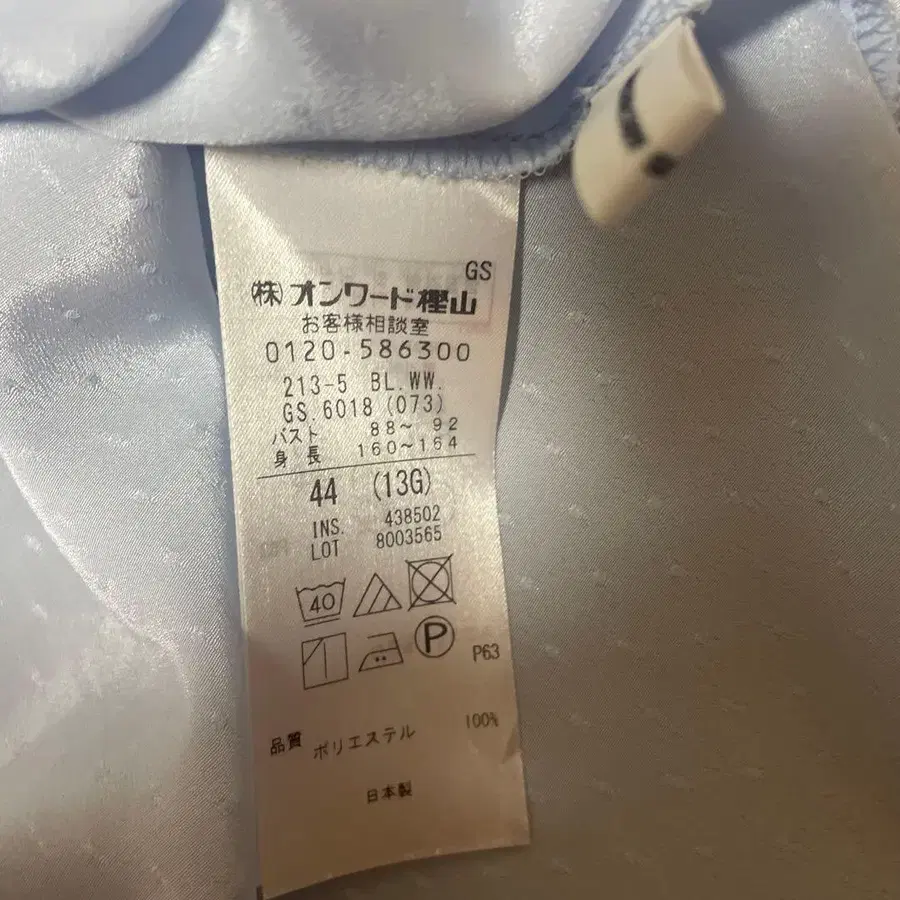 GS
(株)オンワード樫山
お客様相談室
0120-586300
213-5 BL.WW.
GS.6018 (073)
バスト 88～ 92
身 長 160～164
44 (13G)
INS. 438502
LOT 8003565
40
P
P63
品質 ポリエステル 100%
日本製